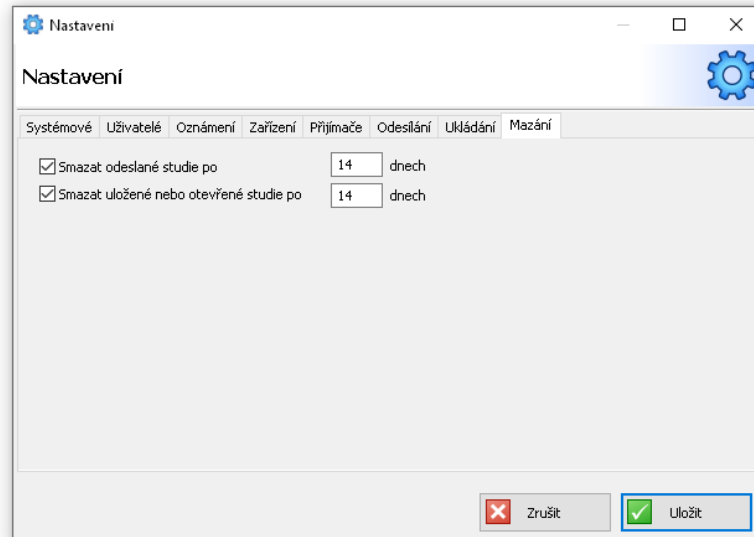 Nastavení
Nastavení
Systémové Uživatelé Oznámení Zařízení Přijímače Odesílání Ukládání Mazání
Smazat odeslané studie po 14 dnech
Smazat uložené nebo otevřené studie po 14 dnech
Zrušit Uložit